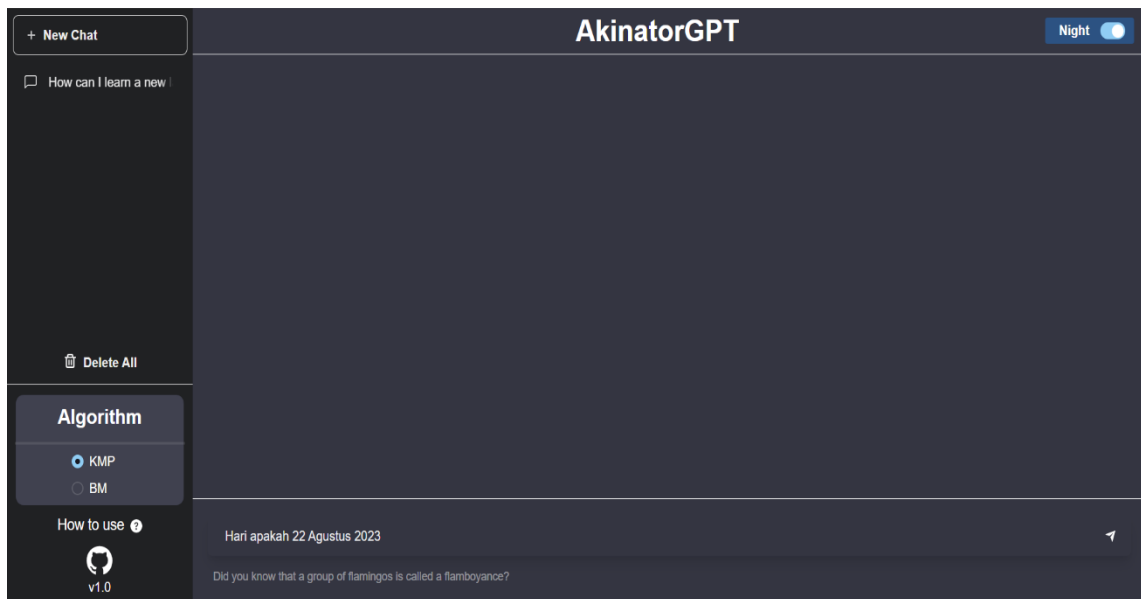 + New Chat
How can I learn a new
Delete All
Algorithm
KMP
BM
How to use ?
v1.0
AkinatorGPT
Night
Hari apakah 22 Agustus 2023
Did you know that a group of flamingos is called a flamboyance?